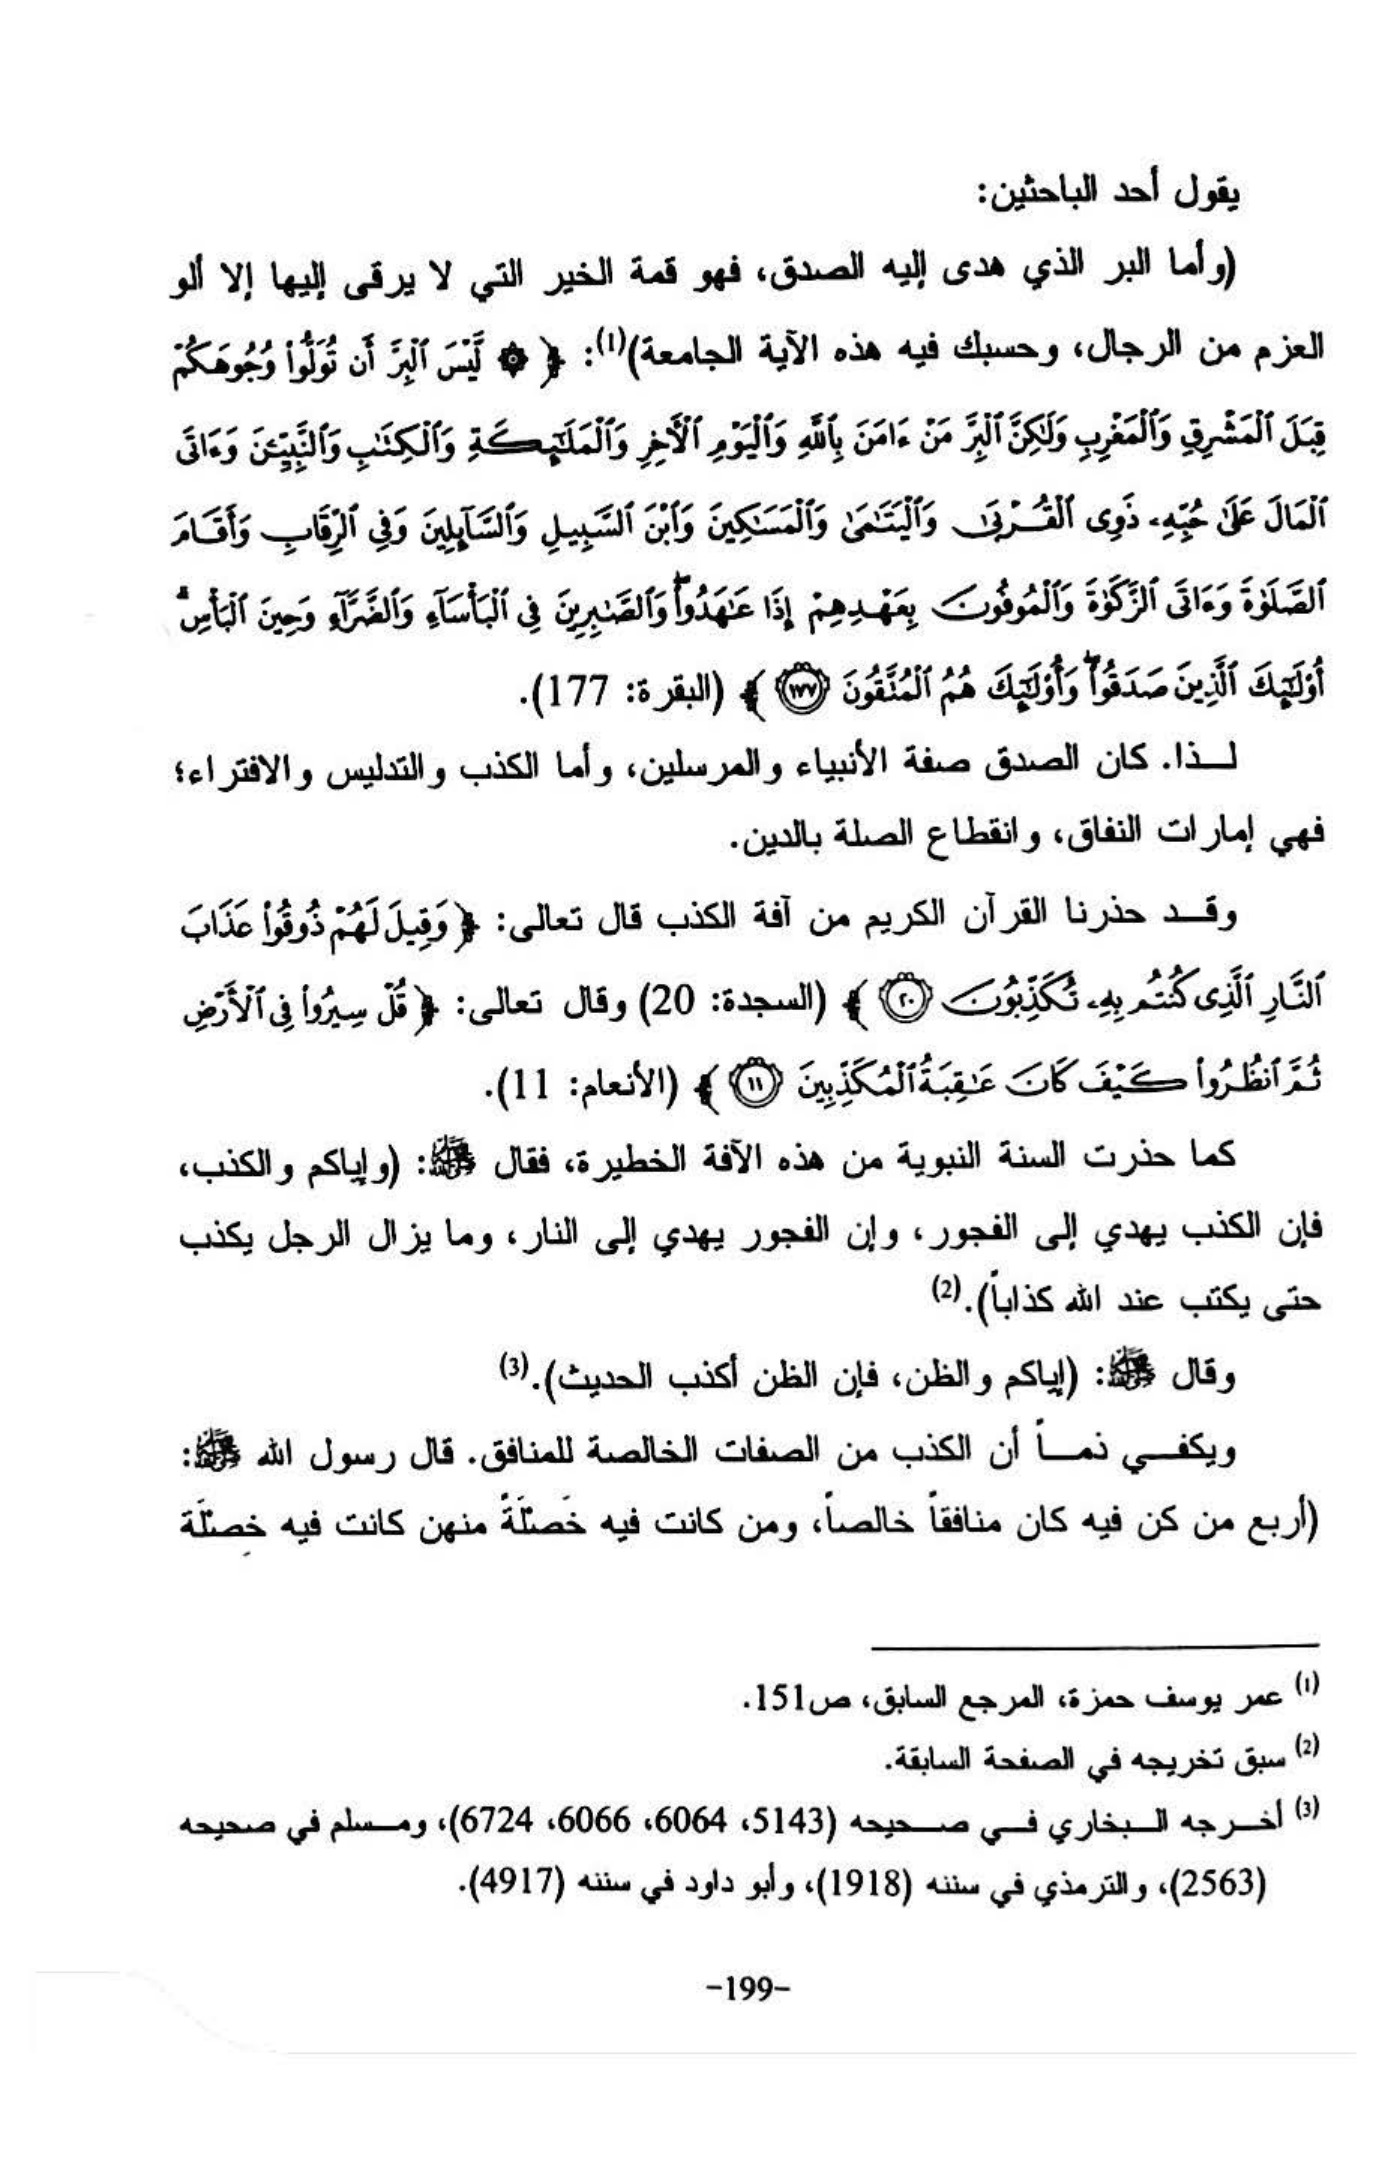 يقول أحد الباحثين:
(وأما البر الذي هدى إليه الصدق، فهو قمة الخير التي لا يرقى إليها إلا ألو
العزم من الرجال، وحسبك فيه هذه الآية الجامعة)(1): ﴿ ۞ لَّيْسَ ٱلْبِرَّ أَن تُوَلُّوا۟ وُجُوهَكُمْ
قِبَلَ ٱلْمَشْرِقِ وَٱلْمَغْرِبِ وَلَٰكِنَّ ٱلْبِرَّ مَنْ ءَامَنَ بِٱللَّهِ وَٱلْيَوْمِ ٱلْأَخِرِ وَٱلْمَلَٰٓئِكَةِ وَٱلْكِتَٰبِ وَٱلنَّبِيِّۦنَ وَءَاتَى
ٱلْمَالَ عَلَىٰ حُبِّهِۦ ذَوِى ٱلْقُرْبَىٰ وَٱلْيَتَٰمَىٰ وَٱلْمَسَٰكِينَ وَٱبْنَ ٱلسَّبِيلِ وَٱلسَّآئِلِينَ وَفِى ٱلرِّقَابِ وَأَقَامَ
ٱلصَّلَوٰةَ وَءَاتَى ٱلزَّكَوٰةَ وَٱلْمُوفُونَ بِعَهْدِهِمْ إِذَا عَٰهَدُوا۟ ۖ وَٱلصَّٰبِرِينَ فِى ٱلْبَأْسَآءِ وَٱلضَّرَّآءِ وَحِينَ ٱلْبَأْسِ ۗ
أُو۟لَٰٓئِكَ ٱلَّذِينَ صَدَقُوا۟ ۖ وَأُو۟لَٰٓئِكَ هُمُ ٱلْمُتَّقُونَ ١٧٧ ﴾ (البقرة: 177).
لــذا. كان الصدق صفة الأنبياء والمرسلين، وأما الكذب والتدليس والافتراء؛
فهي إمارات النفاق، وانقطاع الصلة بالدين.
وقــد حذرنا القرآن الكريم من آفة الكذب قال تعالى: ﴿ وَقِيلَ لَهُمْ ذُوقُوا۟ عَذَابَ
ٱلنَّارِ ٱلَّذِى كُنتُم بِهِۦ تُكَذِّبُونَ ٢٠ ﴾ (السجدة: 20) وقال تعالى: ﴿ قُلْ سِيرُوا۟ فِى ٱلْأَرْضِ
ثُمَّ ٱنظُرُوا۟ كَيْفَ كَانَ عَٰقِبَةُ ٱلْمُكَذِّبِينَ ١١ ﴾ (الأنعام: 11).
كما حذرت السنة النبوية من هذه الآفة الخطيرة، فقال ﷺ: (وإياكم والكذب،
فإن الكذب يهدي إلى الفجور، وإن الفجور يهدي إلى النار، وما يزال الرجل يكذب
حتى يكتب عند الله كذاباً).(2)
وقال ﷺ: (إياكم والظن، فإن الظن أكذب الحديث).(3)
ويكفــي ذمــاً أن الكذب من الصفات الخالصة للمنافق. قال رسول الله ﷺ:
(أربع من كن فيه كان منافقاً خالصاً، ومن كانت فيه خَصلَةً منهن كانت فيه خِصلَة
(1) عمر يوسف حمزة، المرجع السابق، ص151.
(2) سبق تخريجه في الصفحة السابقة.
(3) أخــرجه الــبخاري فــي صــحيحه (5143، 6064، 6066، 6724)، ومــسلم في صحيحه
(2563)، والترمذي في سننه (1918)، وأبو داود في سننه (4917).
-199-